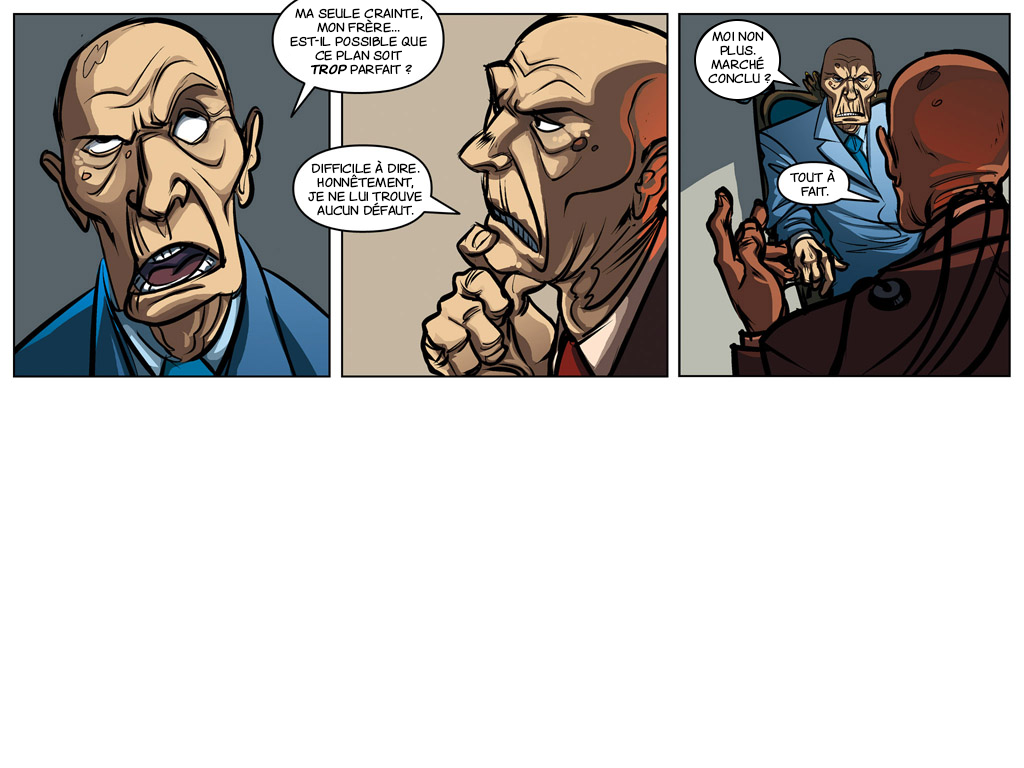 MA SEULE CRAINTE,
MON FRÈRE...
EST-IL POSSIBLE QUE
CE PLAN SOIT
TROP PARFAIT ?
DIFFICILE À DIRE.
HONNÊTEMENT,
JE NE LUI TROUVE
AUCUN DÉFAUT.
MOI NON
PLUS.
MARCHÉ
CONCLU ?
TOUT À
FAIT.